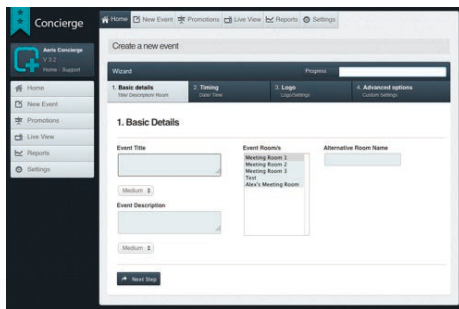 Concierge
Home New Event Promotions Live View Reports Settings
Aeris Concierge
V 3.2
Home - Support
Home
New Event
Promotions
Live View
Reports
Settings
Create a new event
Wizard Progress
1. Basic details 2. Timing 3. Logo 4. Advanced options
Title/ Description/ Room Date/ Time Logo/Settings Custom Settings
1. Basic Details
Event Title Event Room/s Alternative Room Name
Meeting Room 1
Meeting Room 2
Meeting Room 3
Test
Alex's Meeting Room
Medium
Event Description
Medium
Next Step